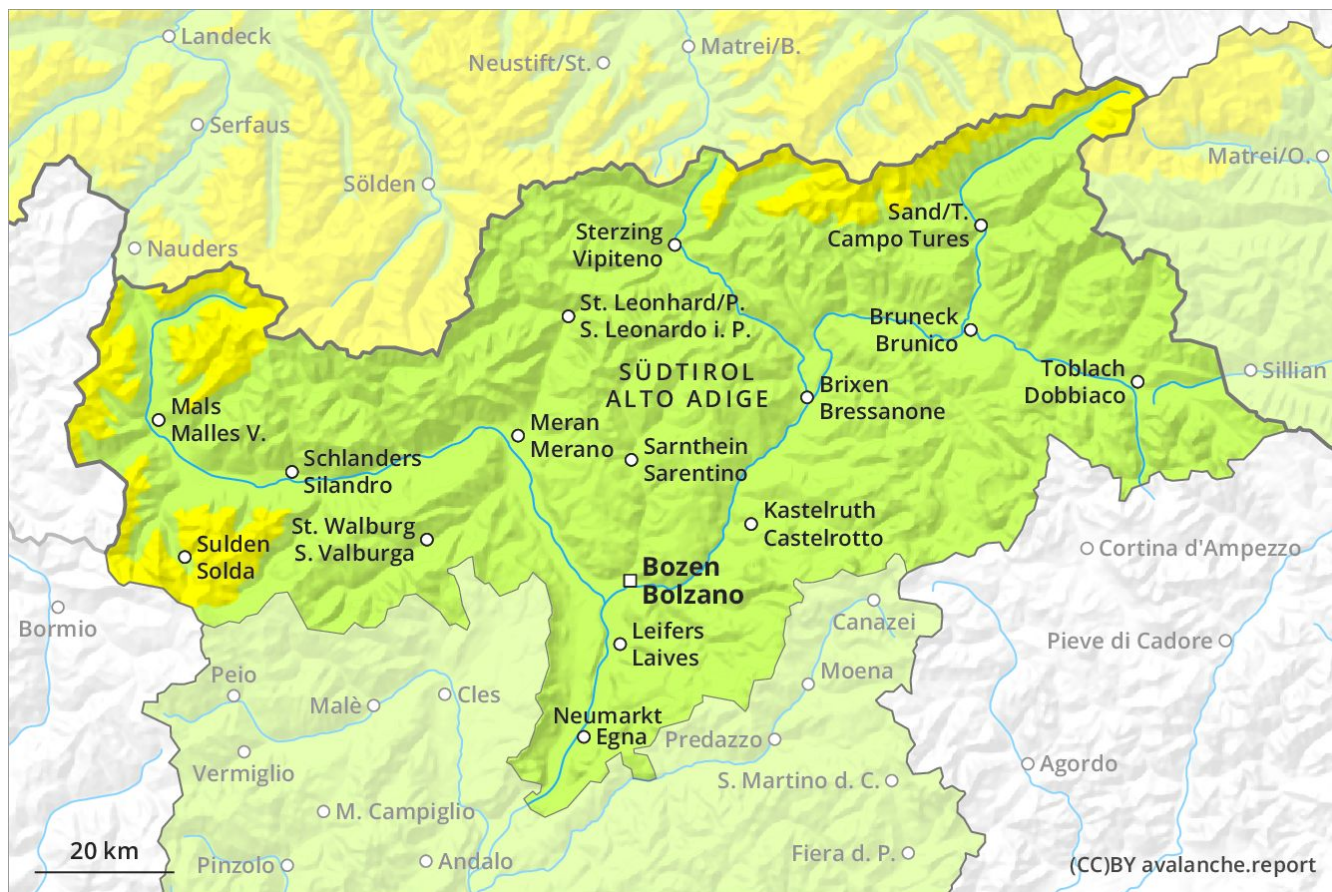 Landeck
Matrei/B.
Neustift/St.
Serfaus
Matrei/O.
Sölden
Sand/T.
Campo Tures
Sterzing
Vipiteno
Nauders
St. Leonhard/P.
S. Leonardo i. P.
Bruneck
Brunico
SÜDTIROL
ALTO ADIGE
Toblach
Dobbiaco
Sillian
Brixen
Bressanone
Mals
Malles V.
Meran
Merano
Sarnthein
Sarentino
Schlanders
Silandro
Kastelruth
Castelrotto
St. Walburg
S. Valburga
Sulden
Solda
Cortina d'Ampezzo
Bozen
Bolzano
Bormio
Canazei
Leifers
Laives
Pieve di Cadore
Peio
Moena
Malè
Cles
Neumarkt
Egna
Predazzo
Vermiglio
Agordo
S. Martino d. C.
M. Campiglio
20 km
Pinzolo
Andalo
Fiera d. P.
(CC)BY avalanche.report